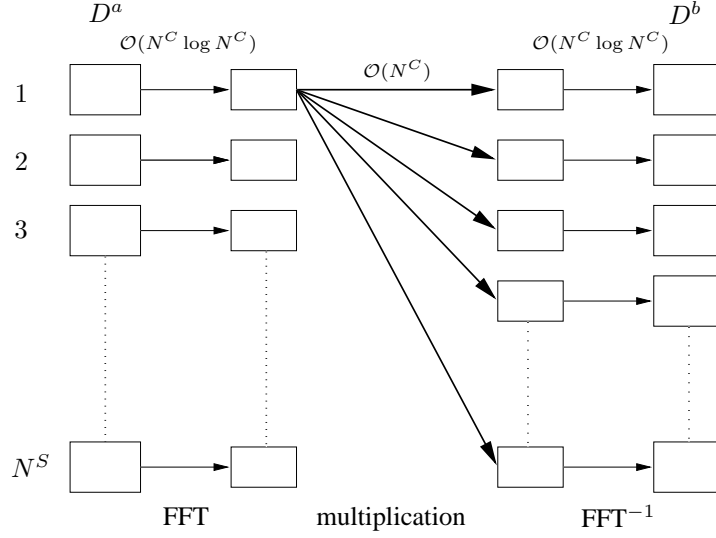 D^a D^b
𝒪(N^C log N^C) 𝒪(N^C) 𝒪(N^C log N^C)
1
2
3
N^S
FFT multiplication FFT^{−1}